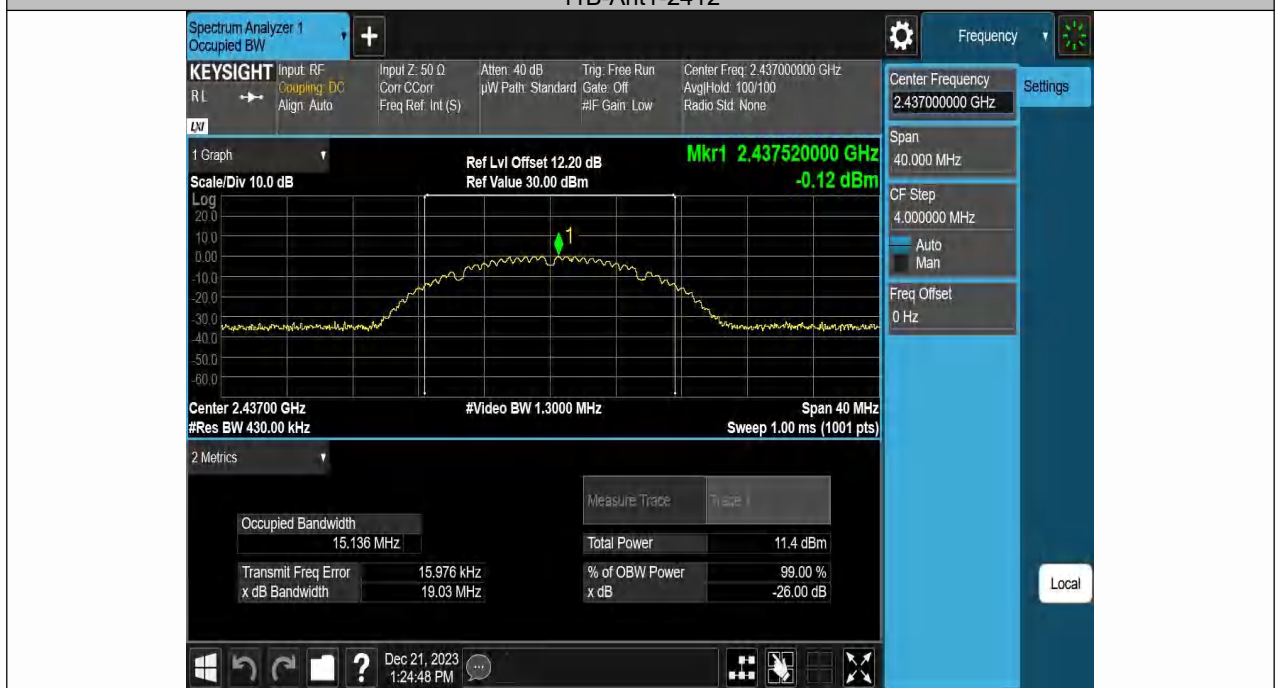 11B-Ant1-2412
Spectrum Analyzer 1
Occupied BW
+
Frequency
KEYSIGHT
RL
LXI
Input: RF
Coupling: DC
Align: Auto
Input Z: 50 Ω
Corr CCorr
Freq Ref: Int (S)
Atten: 40 dB
µW Path: Standard
Trig: Free Run
Gate: Off
#IF Gain: Low
Center Freq: 2.437000000 GHz
Avg|Hold: 100/100
Radio Std: None
Center Frequency
2.437000000 GHz
Settings
Span
40.000 MHz
CF Step
4.000000 MHz
Auto
Man
Freq Offset
0 Hz
1 Graph
Scale/Div 10.0 dB
Ref Lvl Offset 12.20 dB
Ref Value 30.00 dBm
Mkr1 2.437520000 GHz
-0.12 dBm
Log
20.0
10.0
0.00
-10.0
-20.0
-30.0
-40.0
-50.0
-60.0
1
Center 2.43700 GHz
#Res BW 430.00 kHz
#Video BW 1.3000 MHz
Span 40 MHz
Sweep 1.00 ms (1001 pts)
2 Metrics
Measure Trace
Trace 1
Occupied Bandwidth
15.136 MHz
Total Power
11.4 dBm
Transmit Freq Error
15.976 kHz
% of OBW Power
99.00 %
x dB Bandwidth
19.03 MHz
x dB
-26.00 dB
Local
?
Dec 21, 2023
1:24:48 PM